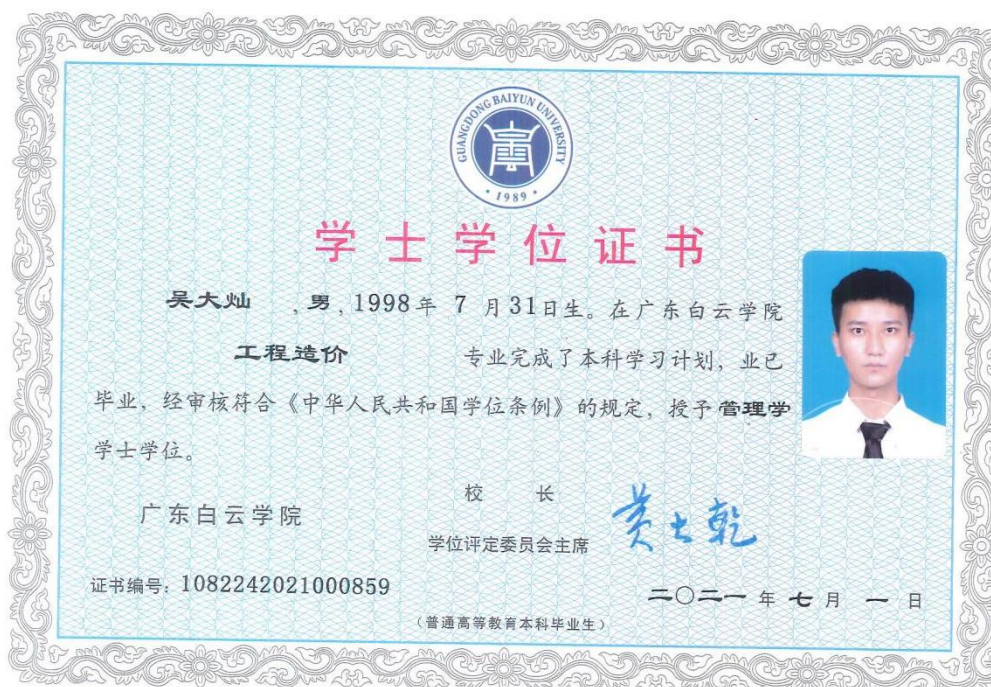 GUANGDONG BAIYUN UNIVERSITY
· 1989 ·
学士学位证书
吴大灿 , 男 , 1998 年 7 月 31 日生。在广东白云学院
工程造价 专业完成了本科学习计划, 业已
毕业, 经审核符合《中华人民共和国学位条例》的规定, 授予 管理学
学士学位。
校 长
广东白云学院
学位评定委员会主席
证书编号: 1082242021000859
二〇二一 年 七 月 一 日
(普通高等教育本科毕业生)